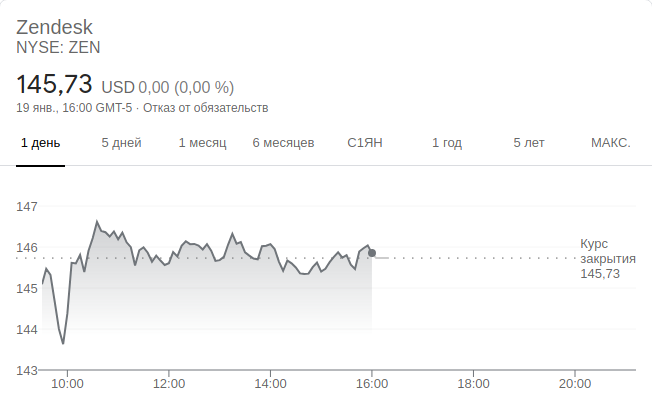 Zendesk
NYSE: ZEN
145,73 USD 0,00 (0,00 %)
19 янв., 16:00 GMT-5 · Отказ от обязательств
1 день 5 дней 1 месяц 6 месяцев С1ЯН 1 год 5 лет МАКС.
147
146
145
144
143
Курс
закрытия
145,73
10:00 12:00 14:00 16:00 18:00 20:00